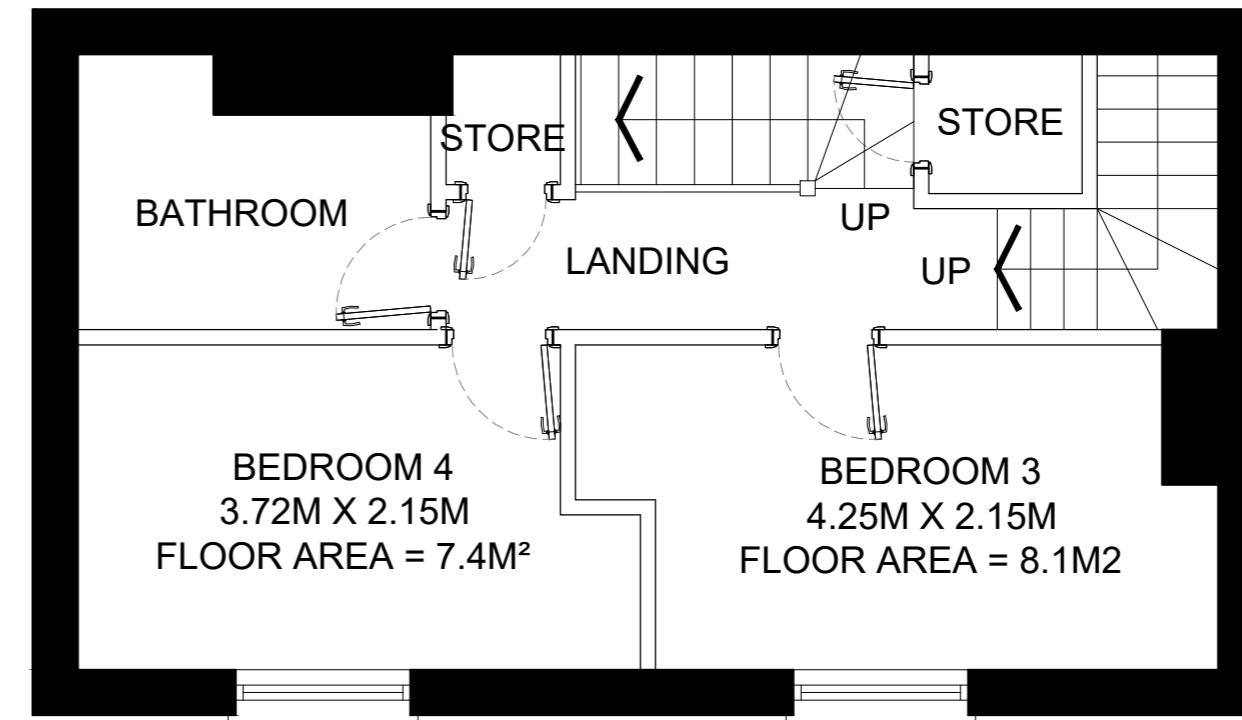 STORE
STORE
BATHROOM
UP
LANDING
UP
BEDROOM 4
3.72M X 2.15M
FLOOR AREA = 7.4M²
BEDROOM 3
4.25M X 2.15M
FLOOR AREA = 8.1M2